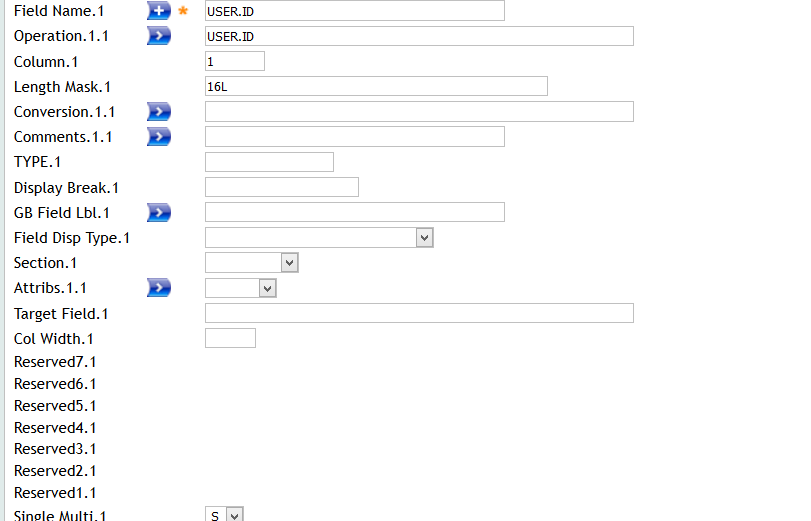 Field Name.1 USER.ID
Operation.1.1 USER.ID
Column.1 1
Length Mask.1 16L
Conversion.1.1
Comments.1.1
TYPE.1
Display Break.1
GB Field Lbl.1
Field Disp Type.1
Section.1
Attribs.1.1
Target Field.1
Col Width.1
Reserved7.1
Reserved6.1
Reserved5.1
Reserved4.1
Reserved3.1
Reserved2.1
Reserved1.1
Single Multi.1 S